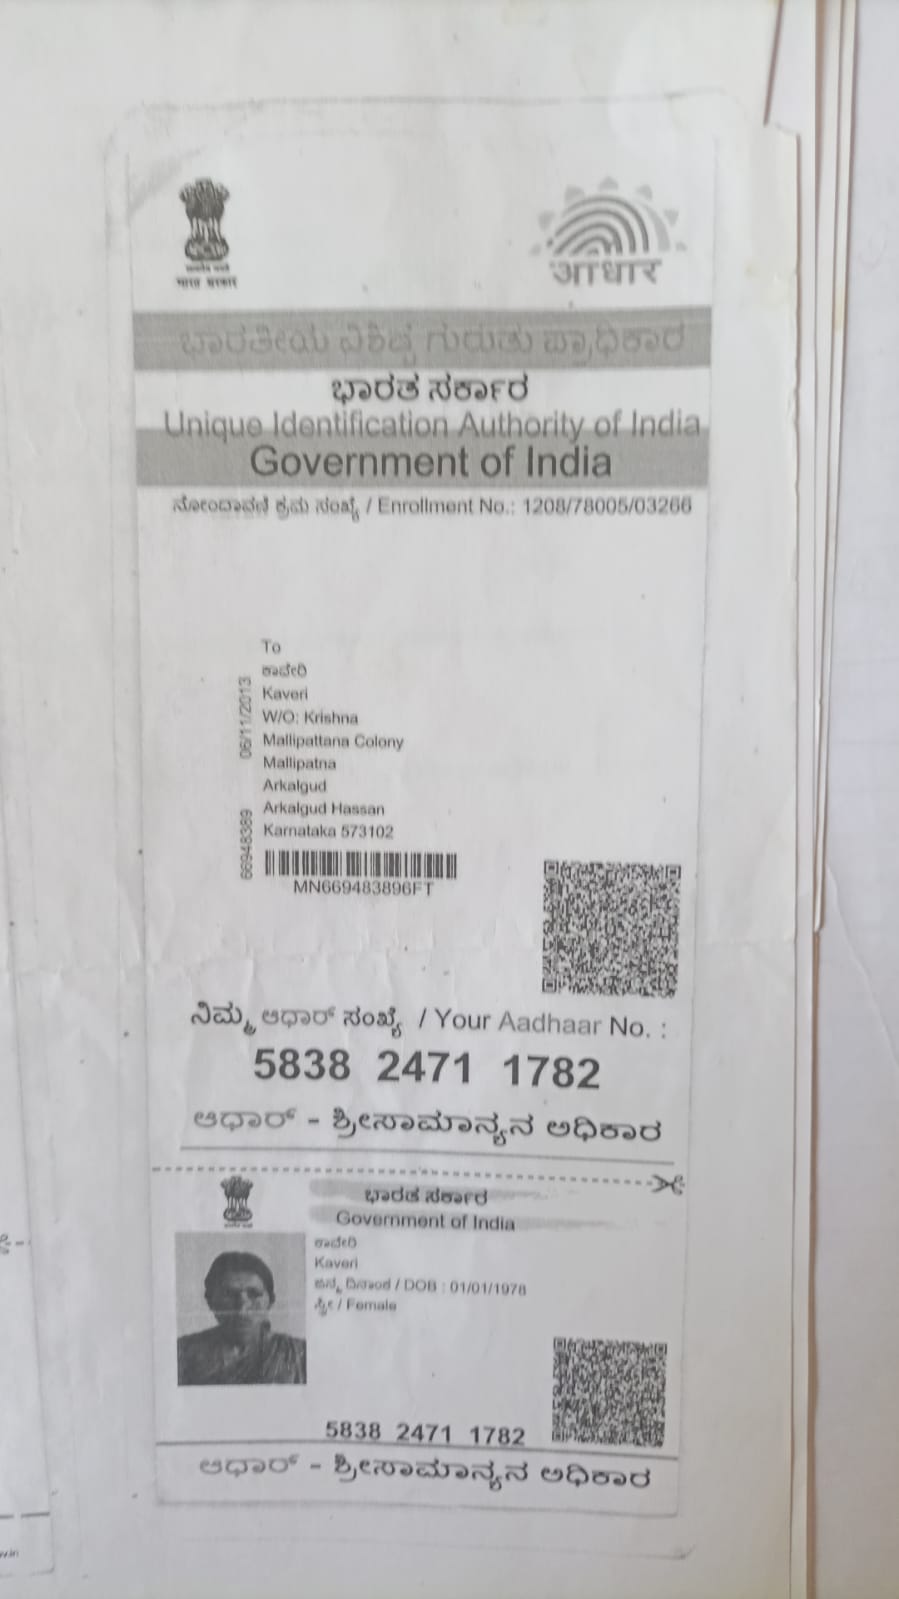 भारत सरकार
आधार
ಭಾರತೀಯ ವಿಶಿಷ್ಟ ಗುರುತು ಪ್ರಾಧಿಕಾರ
ಭಾರತ ಸರ್ಕಾರ
Unique Identification Authority of India
Government of India
ನೋಂದಾವಣೆ ಕ್ರಮ ಸಂಖ್ಯೆ / Enrollment No.: 1208/78005/03266
To
ಕಾವೇರಿ
Kaveri
W/O: Krishna
Mallipattana Colony
Mallipatna
Arkalgud
Arkalgud Hassan
Karnataka 573102
06/11/2013
66948389
MN669483896FT
ನಿಮ್ಮ ಆಧಾರ್ ಸಂಖ್ಯೆ / Your Aadhaar No. :
5838 2471 1782
ಆಧಾರ್ - ಶ್ರೀಸಾಮಾನ್ಯನ ಅಧಿಕಾರ
ಭಾರತ ಸರ್ಕಾರ
Government of India
ಕಾವೇರಿ
Kaveri
ಜನ್ಮ ದಿನಾಂಕ / DOB : 01/01/1978
ಸ್ತ್ರೀ / Female
5838 2471 1782
ಆಧಾರ್ - ಶ್ರೀಸಾಮಾನ್ಯನ ಅಧಿಕಾರ